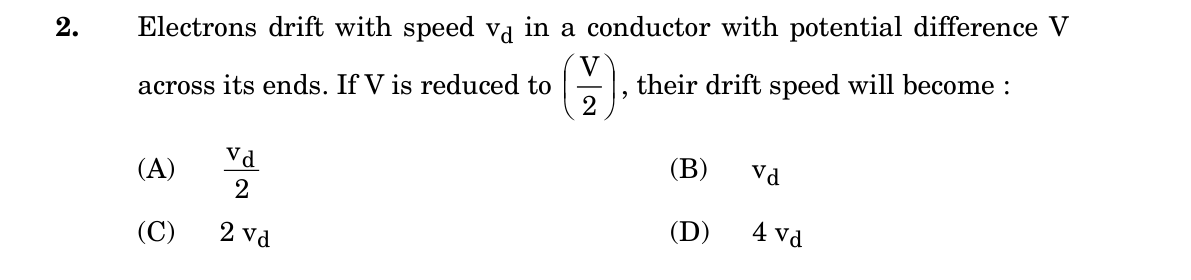 2. Electrons drift with speed v_d in a conductor with potential difference V
across its ends. If V is reduced to (V/2), their drift speed will become :
(A) v_d/2 (B) v_d
(C) 2 v_d (D) 4 v_d